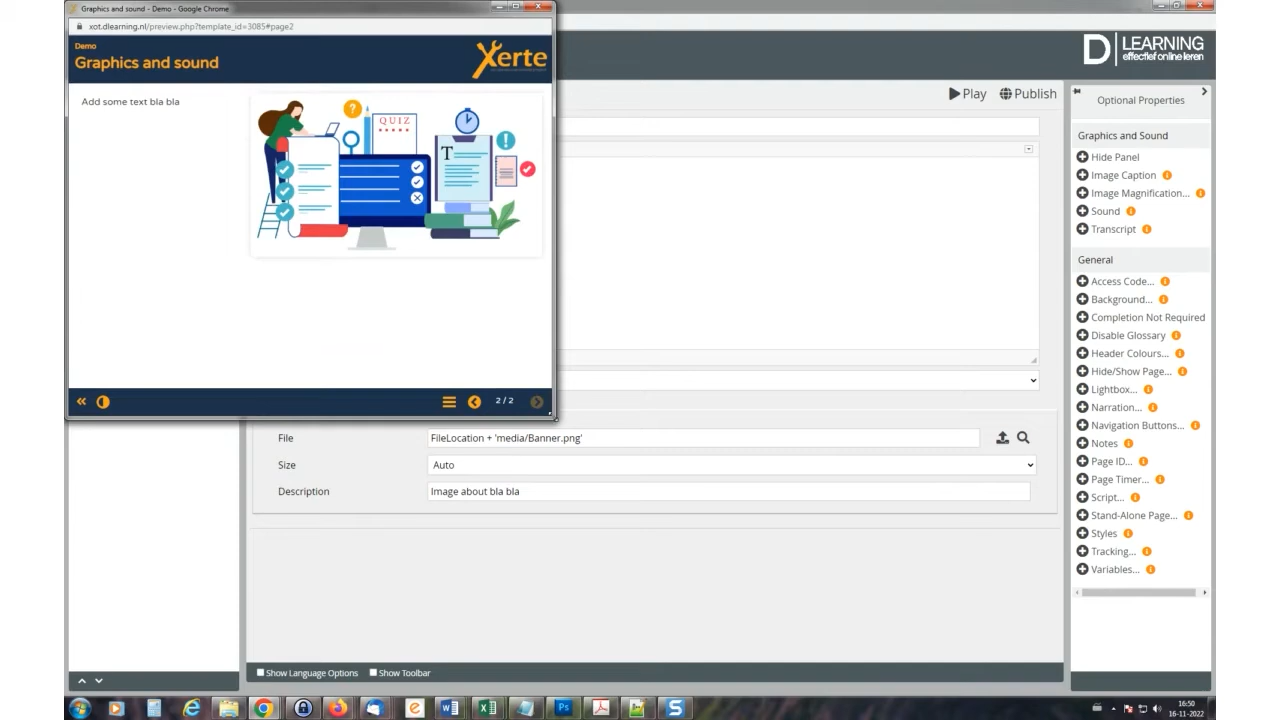 Graphics and sound - Demo - Google Chrome
xot.dlearning.nl/preview.php?template_id=3085#page2
Demo
Graphics and sound
Xerte
Add some text bla bla
?
QUIZ
T
!
2 / 2
D LEARNING
effectief online leren
Play
Publish
File
FileLocation + 'media/Banner.png'
Size
Auto
Description
Image about bla bla
Show Language Options
Show Toolbar
Optional Properties
Graphics and Sound
Hide Panel
Image Caption
Image Magnification...
Sound
Transcript
General
Access Code...
Background...
Completion Not Required
Disable Glossary
Header Colours...
Hide/Show Page...
Lightbox...
Narration...
Navigation Buttons...
Notes
Page ID...
Page Timer...
Script...
Stand-Alone Page...
Styles
Tracking...
Variables...
16:50
16-11-2022